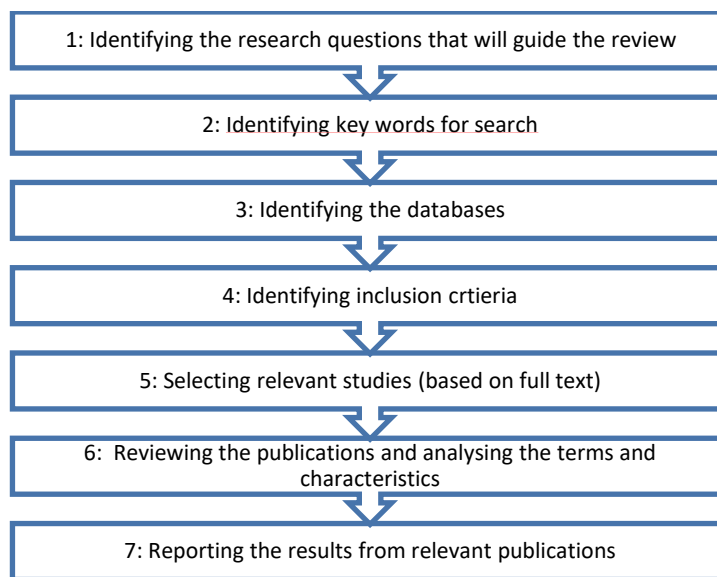 1: Identifying the research questions that will guide the review
2: Identifying key words for search
3: Identifying the databases
4: Identifying inclusion crtieria
5: Selecting relevant studies (based on full text)
6:  Reviewing the publications and analysing the terms and
characteristics
7: Reporting the results from relevant publications